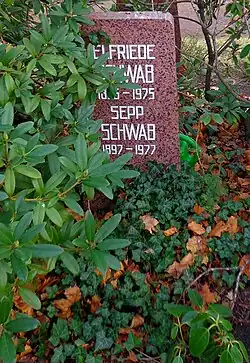 ELFRIEDE
SCHWAB
1975
SEPP
SCHWAB
1897 - 1977